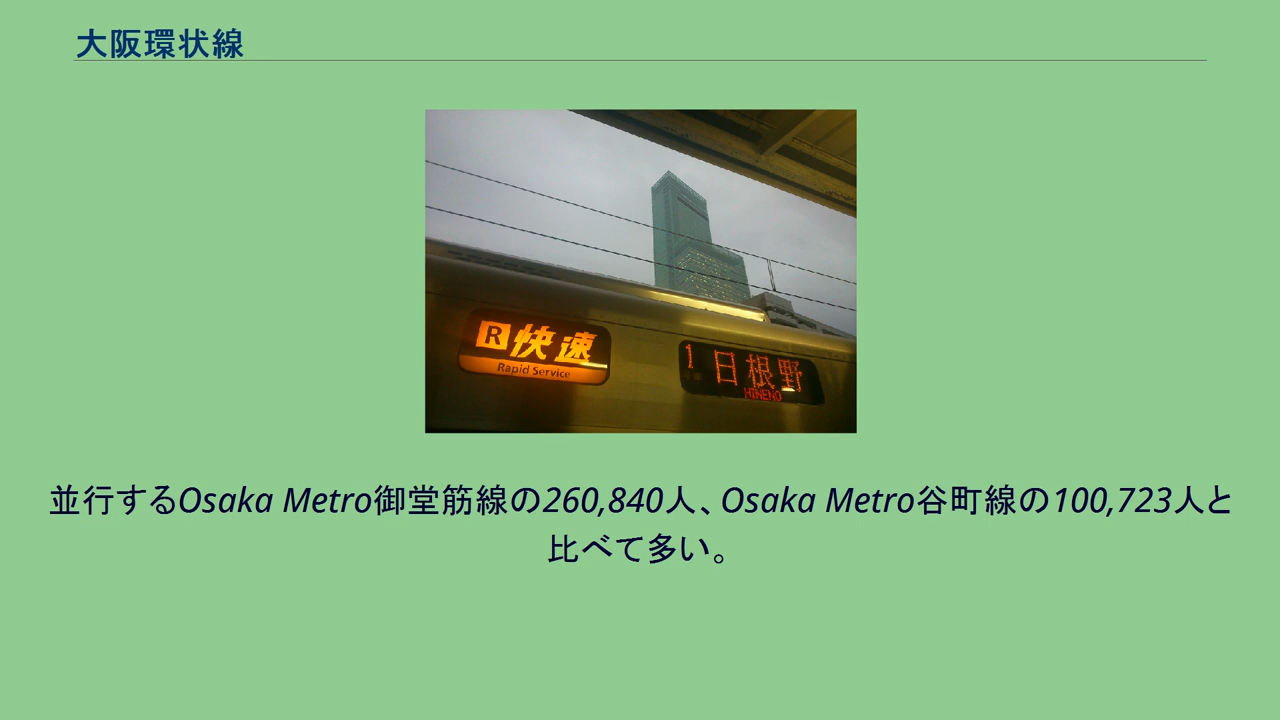 大阪環状線
R快速
Rapid Service
1 日根野
HINENO
並行するOsaka Metro御堂筋線の260,840人、Osaka Metro谷町線の100,723人と
比べて多い。